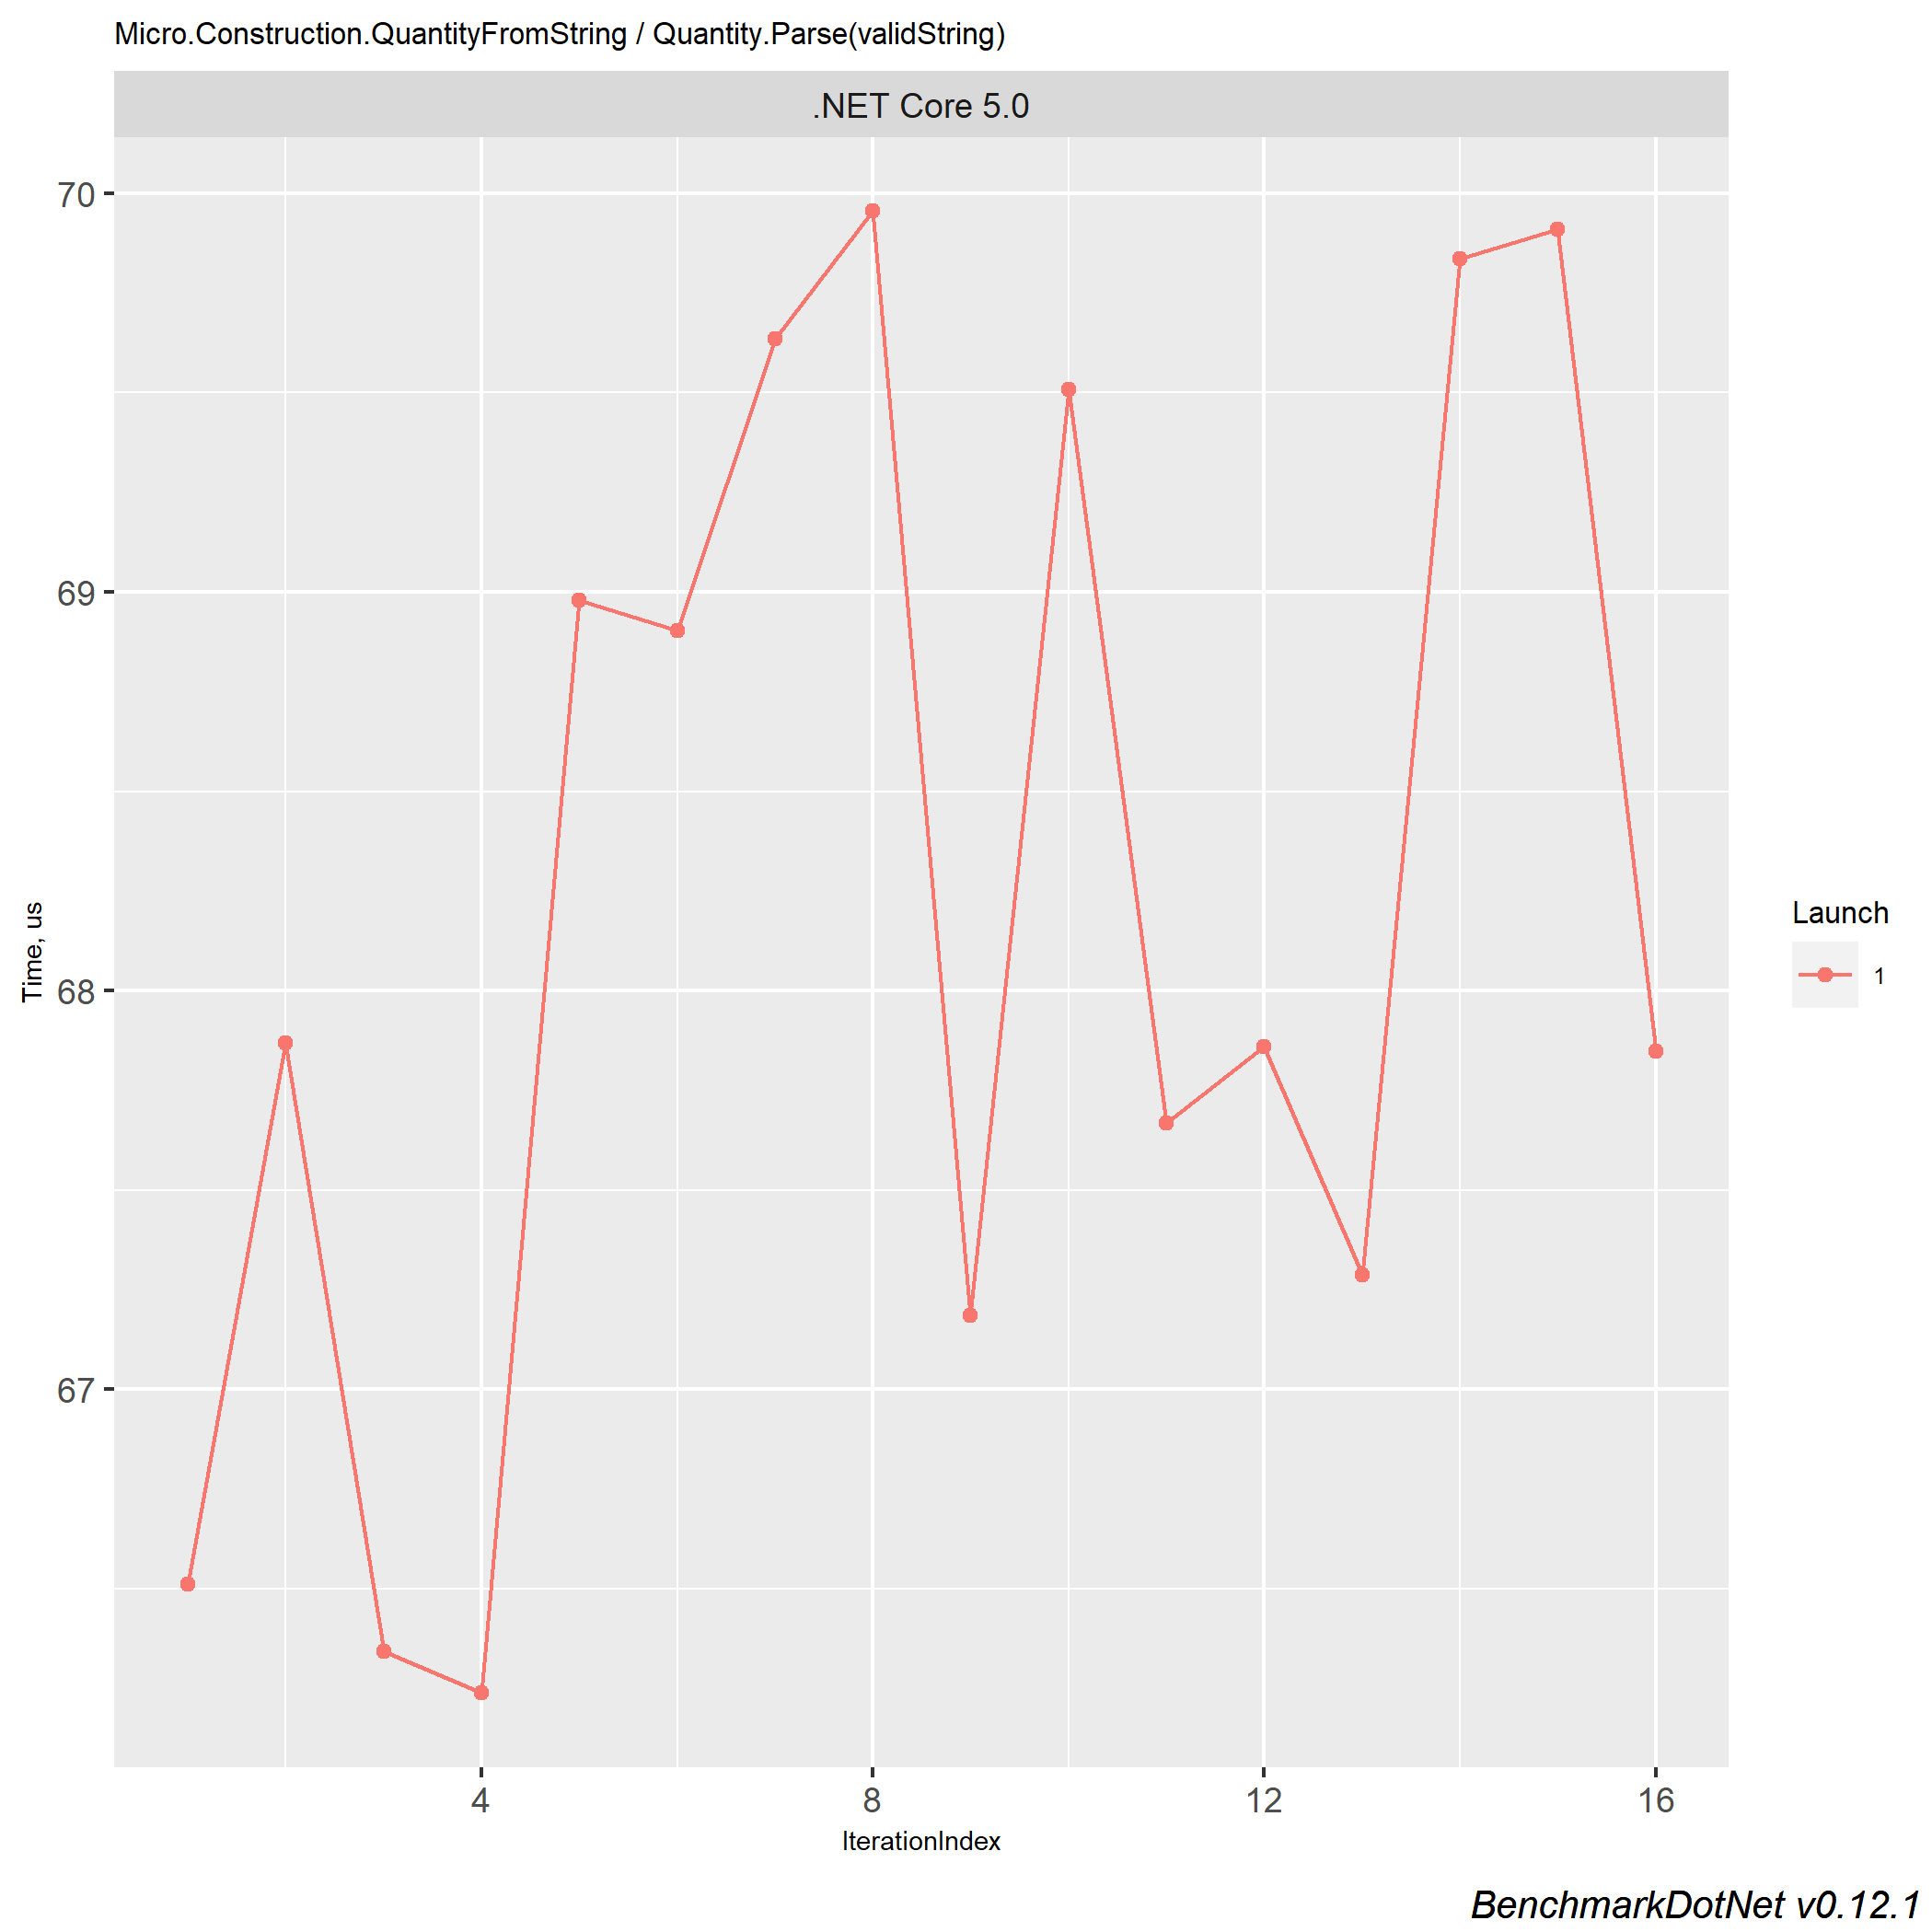 Micro.Construction.QuantityFromString / Quantity.Parse(validString)
.NET Core 5.0
70
69
68
67
Time, us
4 8 12 16
IterationIndex
Launch
1
BenchmarkDotNet v0.12.1